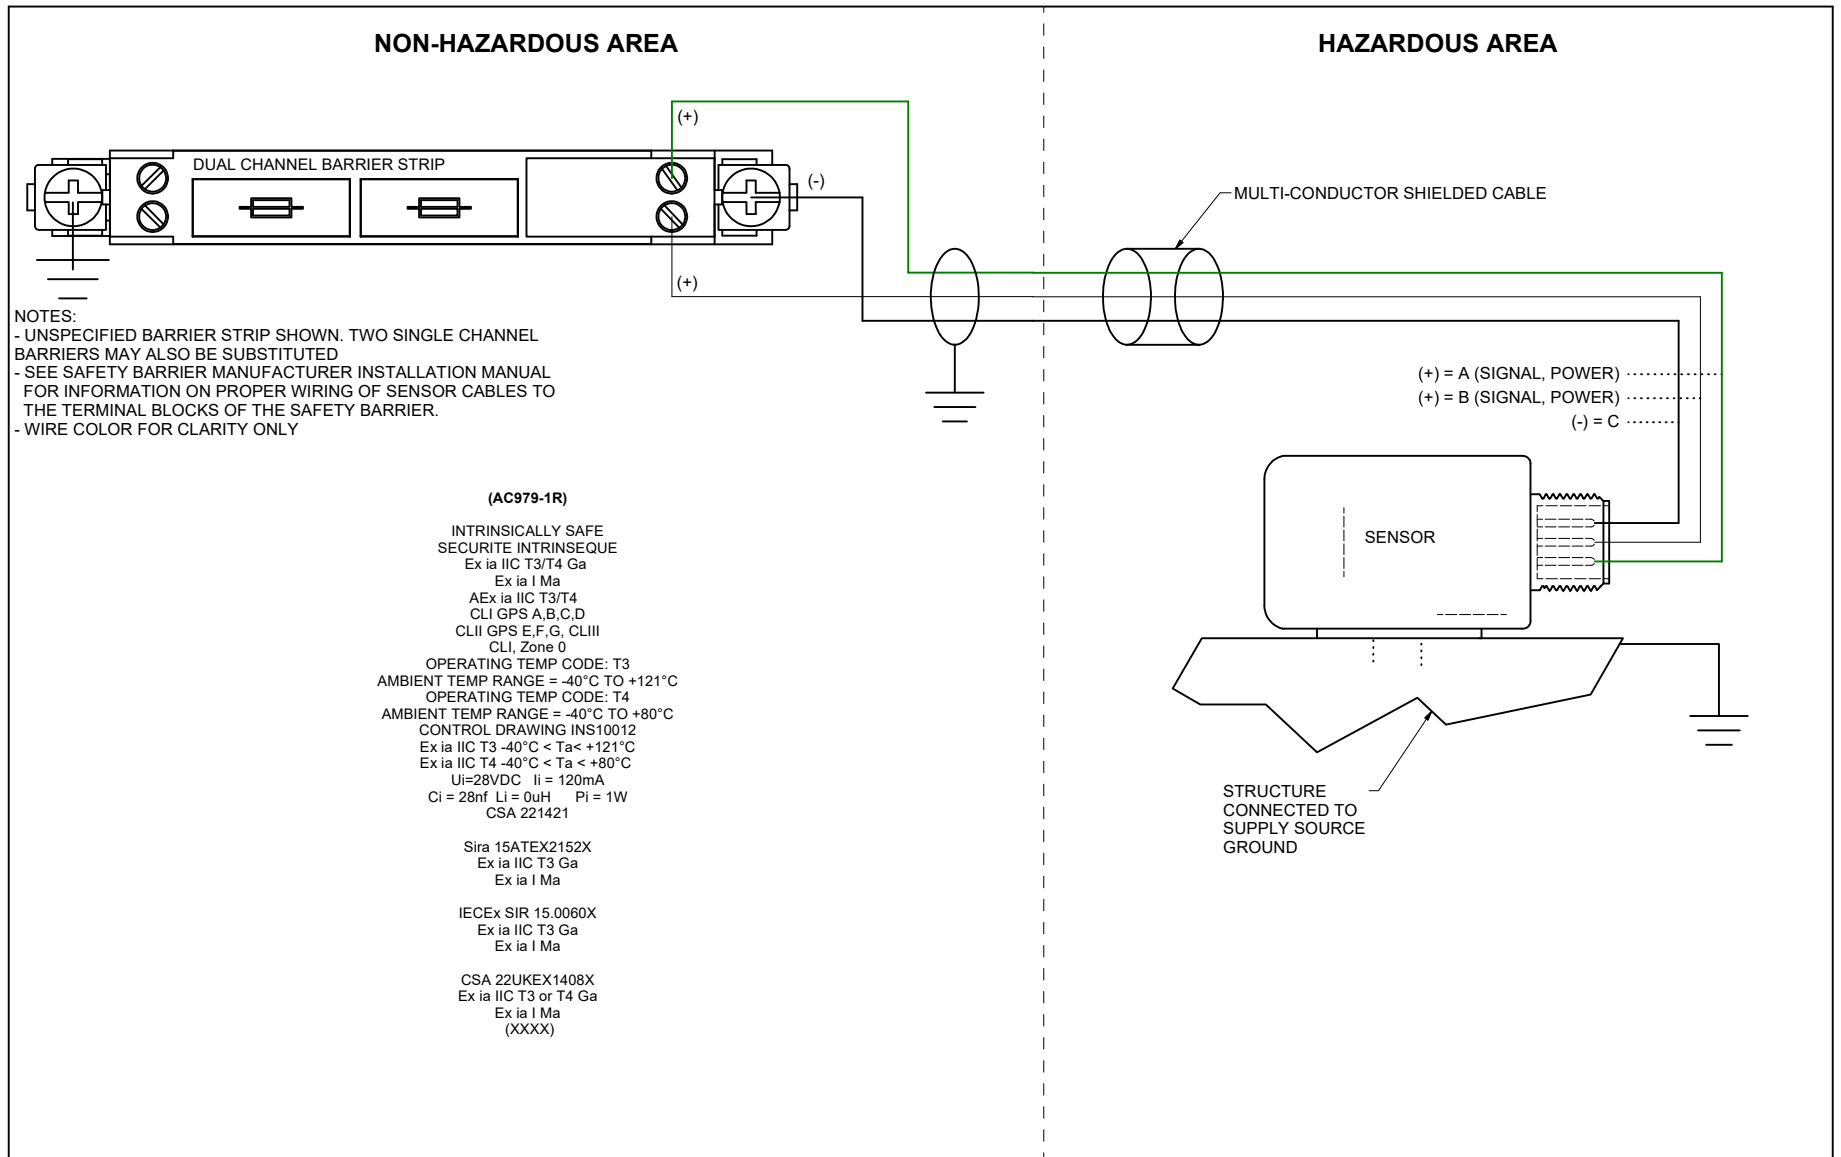 NON-HAZARDOUS AREA
HAZARDOUS AREA
(+)
DUAL CHANNEL BARRIER STRIP
(-)
MULTI-CONDUCTOR SHIELDED CABLE
(+)
NOTES:
- UNSPECIFIED BARRIER STRIP SHOWN. TWO SINGLE CHANNEL
BARRIERS MAY ALSO BE SUBSTITUTED
- SEE SAFETY BARRIER MANUFACTURER INSTALLATION MANUAL
FOR INFORMATION ON PROPER WIRING OF SENSOR CABLES TO
THE TERMINAL BLOCKS OF THE SAFETY BARRIER.
- WIRE COLOR FOR CLARITY ONLY
(+) = A (SIGNAL, POWER)
(+) = B (SIGNAL, POWER)
(-) = C
SENSOR
STRUCTURE
CONNECTED TO
SUPPLY SOURCE
GROUND
(AC979-1R)
INTRINSICALLY SAFE
SECURITE INTRINSEQUE
Ex ia IIC T3/T4 Ga
Ex ia I Ma
AEx ia IIC T3/T4
CLI GPS A,B,C,D
CLII GPS E,F,G, CLIII
CLI, Zone 0
OPERATING TEMP CODE: T3
AMBIENT TEMP RANGE = -40°C TO +121°C
OPERATING TEMP CODE: T4
AMBIENT TEMP RANGE = -40°C TO +80°C
CONTROL DRAWING INS10012
Ex ia IIC T3 -40°C < Ta< +121°C
Ex ia IIC T4 -40°C < Ta < +80°C
Ui=28VDC Ii = 120mA
Ci = 28nf Li = 0uH Pi = 1W
CSA 221421
Sira 15ATEX2152X
Ex ia IIC T3 Ga
Ex ia I Ma
IECEx SIR 15.0060X
Ex ia IIC T3 Ga
Ex ia I Ma
CSA 22UKEX1408X
Ex ia IIC T3 or T4 Ga
Ex ia I Ma
(XXXX)